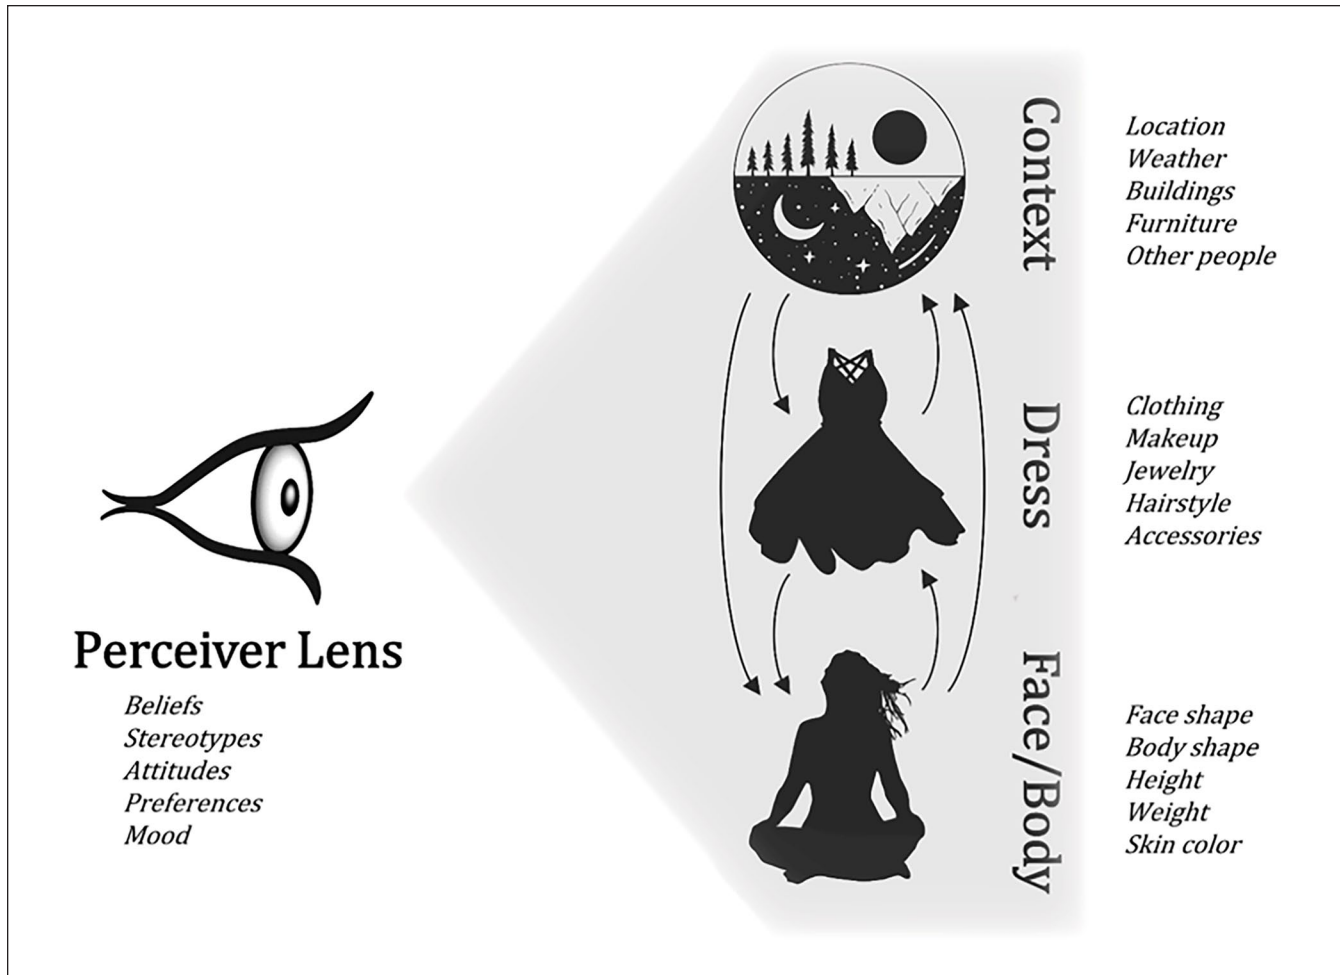 Context
Location
Weather
Buildings
Furniture
Other people
Dress
Clothing
Makeup
Jewelry
Hairstyle
Accessories
Perceiver Lens
Beliefs
Stereotypes
Attitudes
Preferences
Mood
Face/Body
Face shape
Body shape
Height
Weight
Skin color